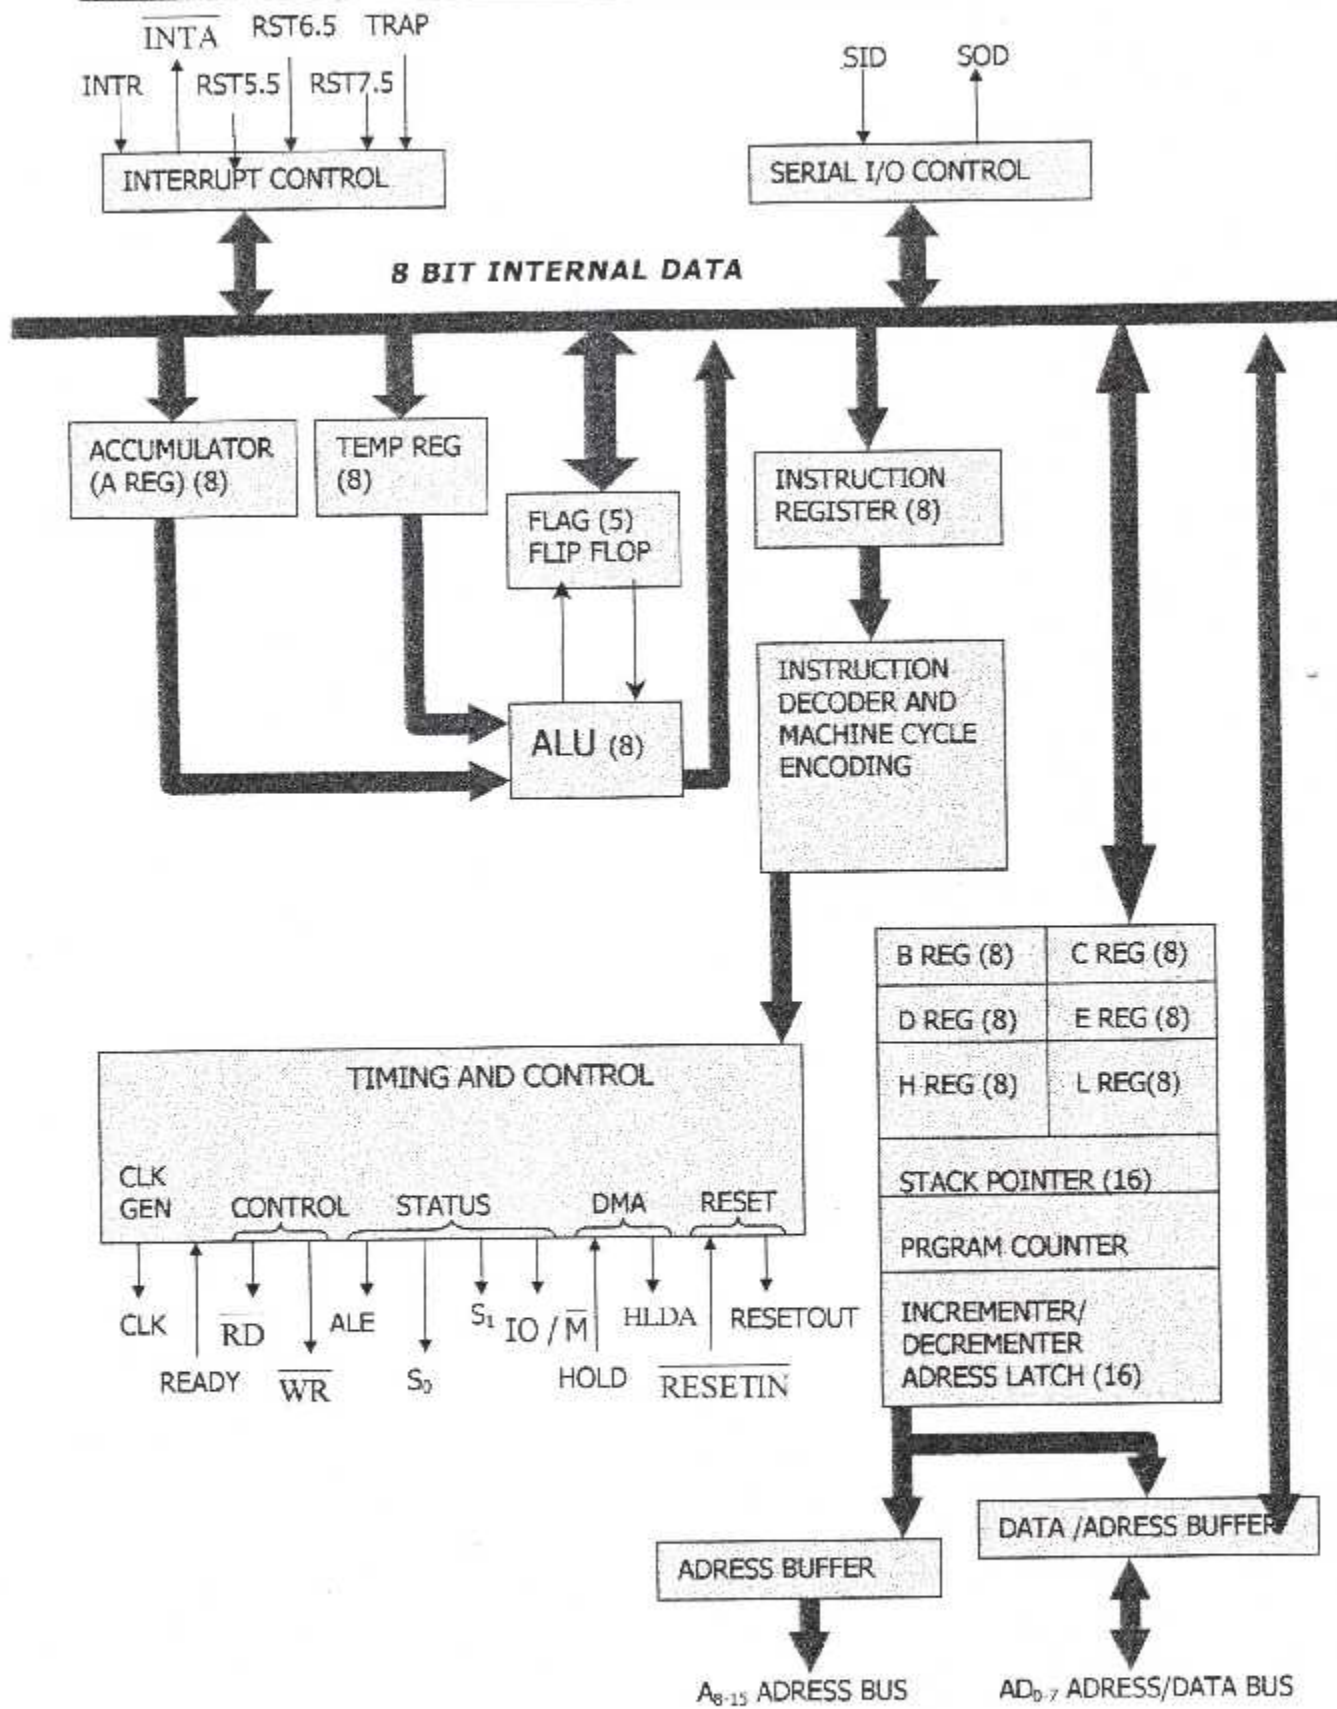 INTA RST6.5 TRAP
INTR RST5.5 RST7.5
INTERRUPT CONTROL
SID SOD
SERIAL I/O CONTROL
8 BIT INTERNAL DATA
ACCUMULATOR
(A REG) (8)
TEMP REG
(8)
FLAG (5)
FLIP FLOP
ALU (8)
INSTRUCTION
REGISTER (8)
INSTRUCTION
DECODER AND
MACHINE CYCLE
ENCODING
B REG (8) C REG (8)
D REG (8) E REG (8)
H REG (8) L REG(8)
STACK POINTER (16)
PRGRAM COUNTER
INCREMENTER/
DECREMENTER
ADRESS LATCH (16)
TIMING AND CONTROL
CLK
GEN CONTROL STATUS DMA RESET
CLK RD ALE S1 IO / M HLDA RESETOUT
READY WR S0 HOLD RESETIN
DATA /ADRESS BUFFER
ADRESS BUFFER
A8-15 ADRESS BUS
AD0-7 ADRESS/DATA BUS